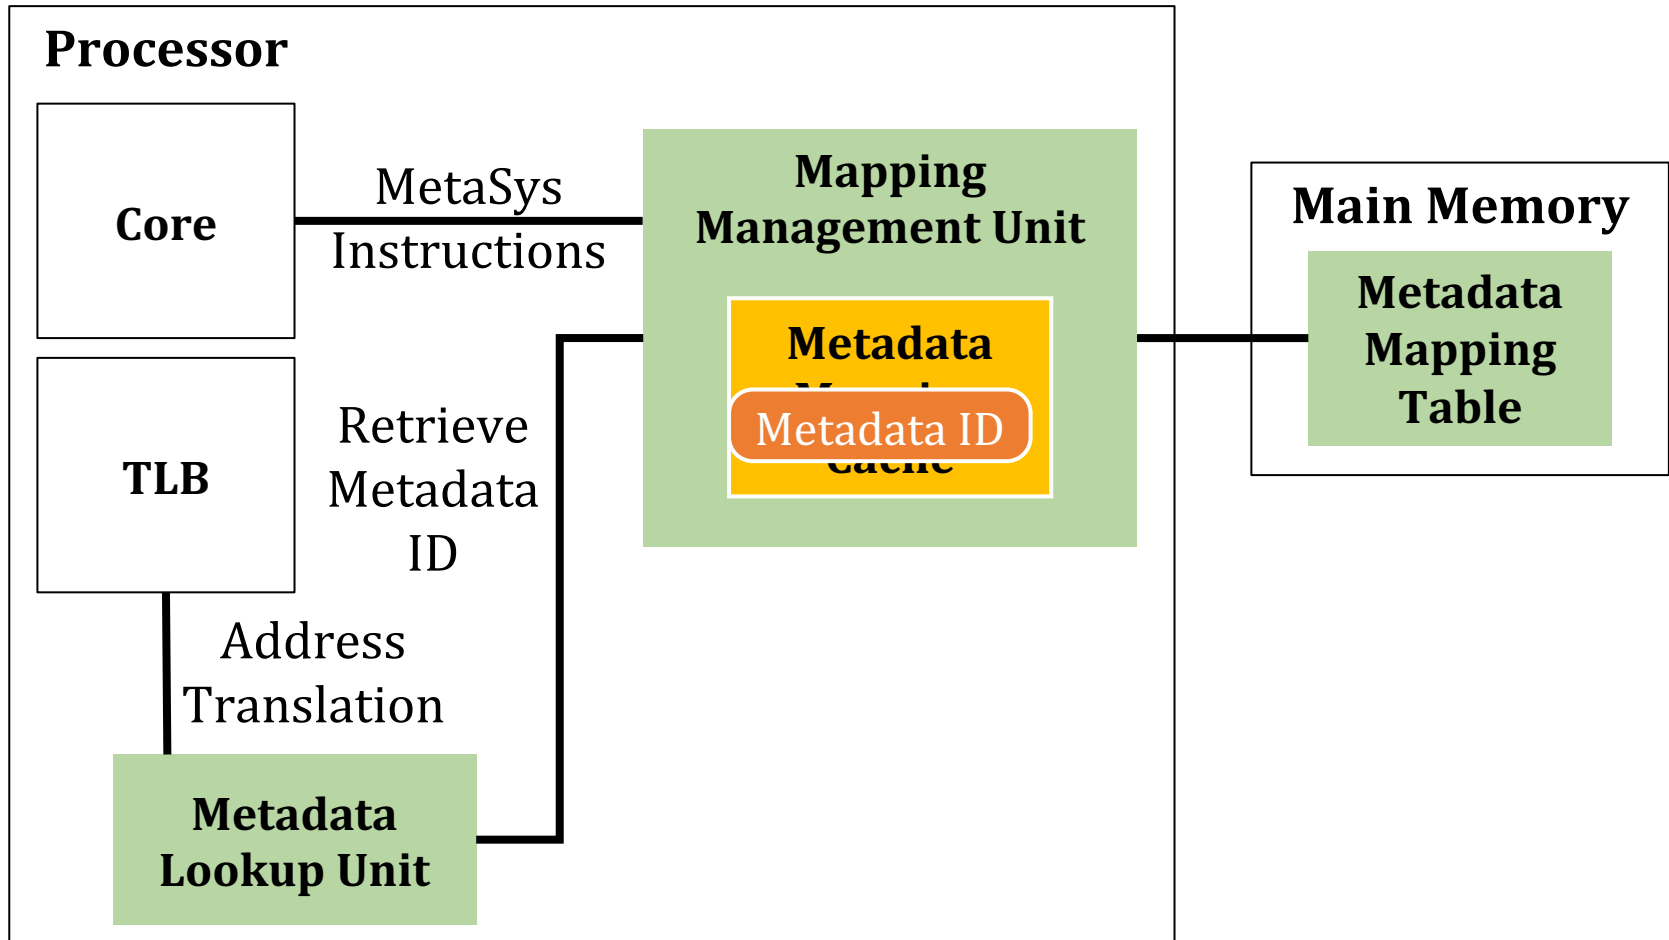 Processor
Core
MetaSys
Instructions
Mapping
Management Unit
Metadata
Metadata ID
Cache
Main Memory
Metadata
Mapping
Table
TLB
Retrieve
Metadata
ID
Address
Translation
Metadata
Lookup Unit